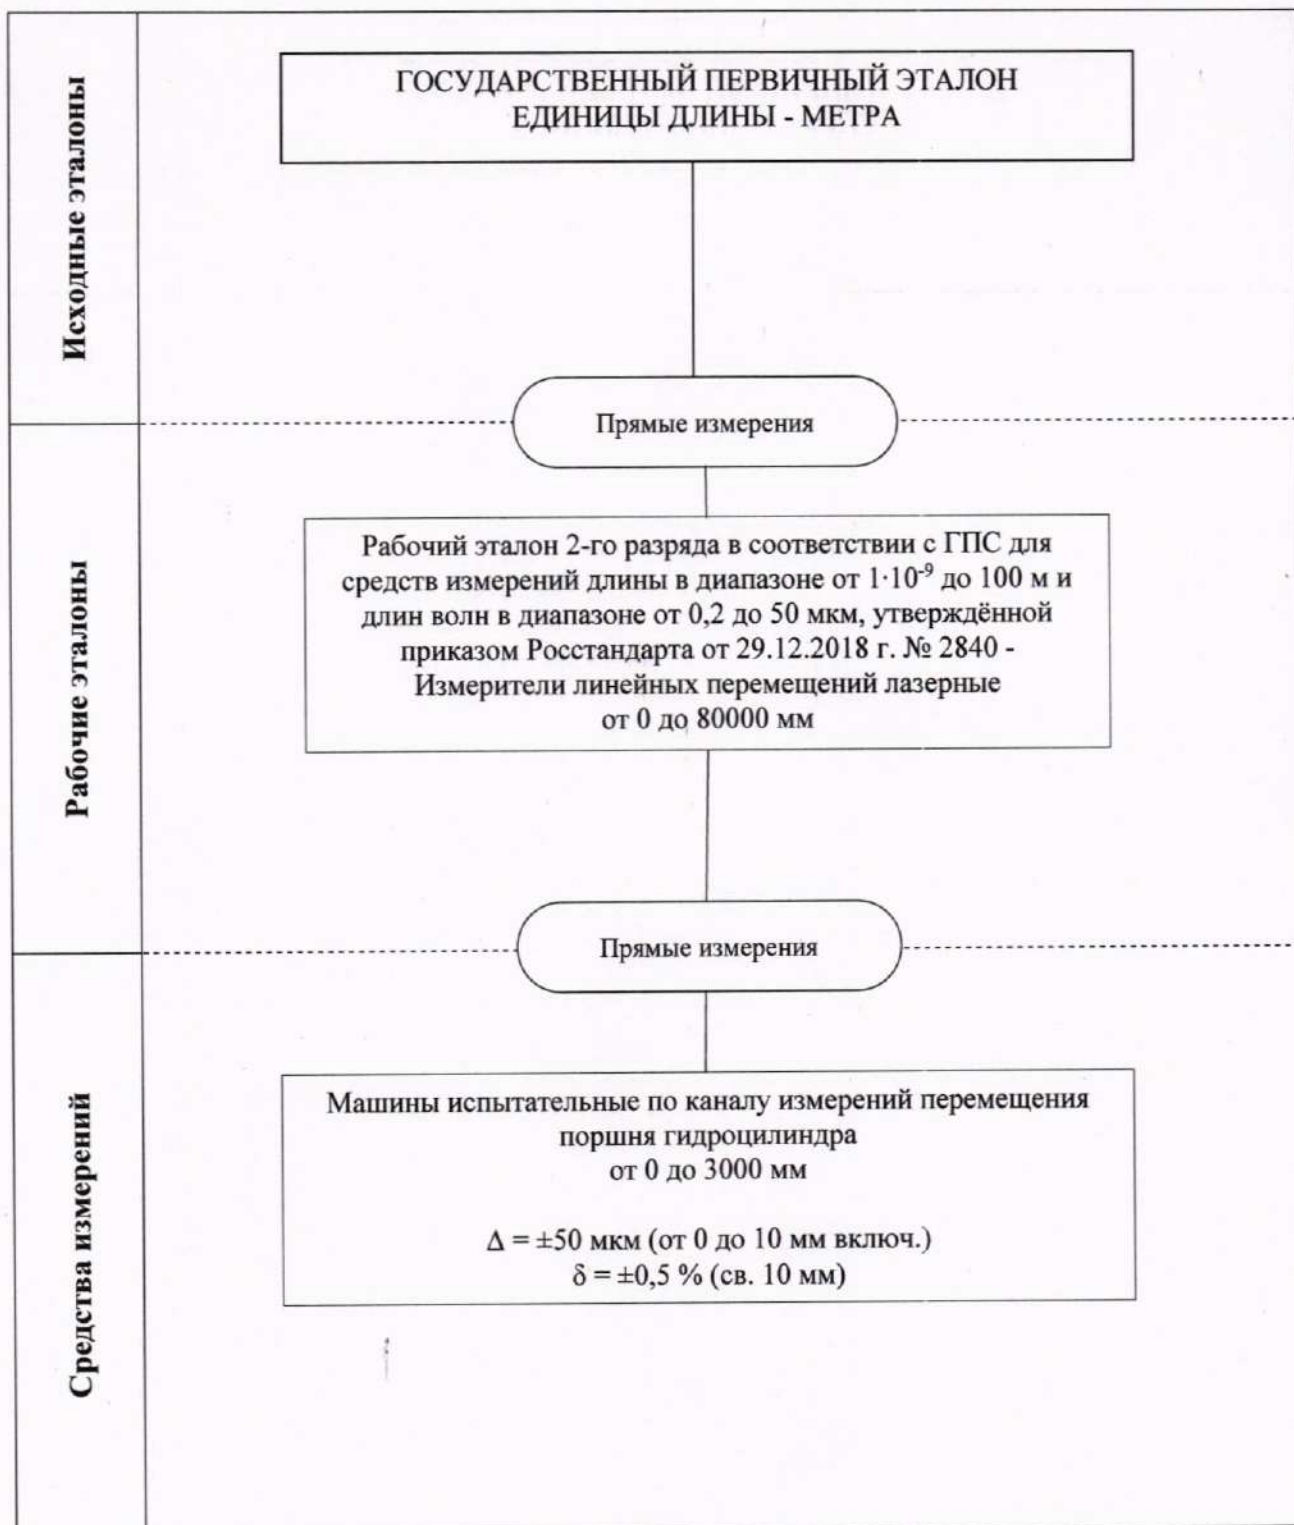 Исходные эталоны
ГОСУДАРСТВЕННЫЙ ПЕРВИЧНЫЙ ЭТАЛОН
ЕДИНИЦЫ ДЛИНЫ - МЕТРА
Прямые измерения
Рабочие эталоны
Рабочий эталон 2-го разряда в соответствии с ГПС для
средств измерений длины в диапазоне от 1·10⁻⁹ до 100 м и
длин волн в диапазоне от 0,2 до 50 мкм, утверждённой
приказом Росстандарта от 29.12.2018 г. № 2840 -
Измерители линейных перемещений лазерные
от 0 до 80000 мм
Прямые измерения
Средства измерений
Машины испытательные по каналу измерений перемещения
поршня гидроцилиндра
от 0 до 3000 мм
Δ = ±50 мкм (от 0 до 10 мм включ.)
δ = ±0,5 % (св. 10 мм)